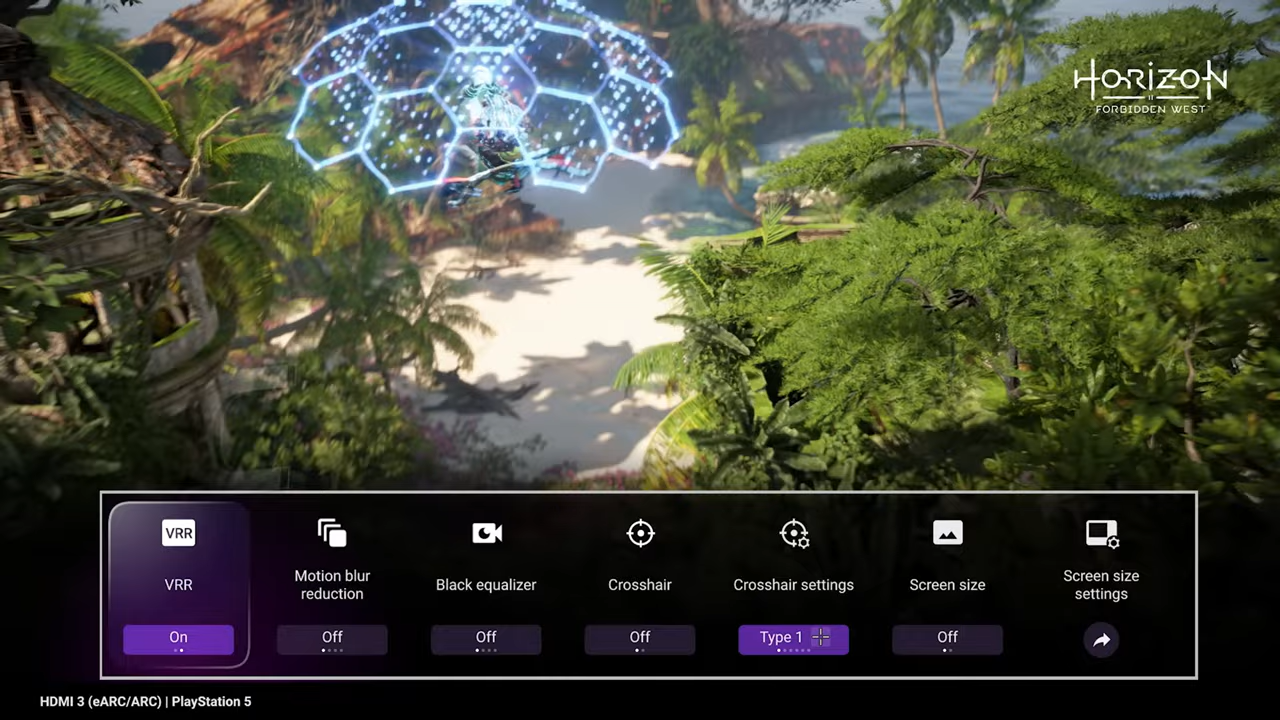 HORIZON
FORBIDDEN WEST
VRR
VRR
On
Motion blur
reduction
Off
Black equalizer
Off
Crosshair
Off
Crosshair settings
Type 1
Screen size
Off
Screen size
settings
HDMI 3 (eARC/ARC) | PlayStation 5